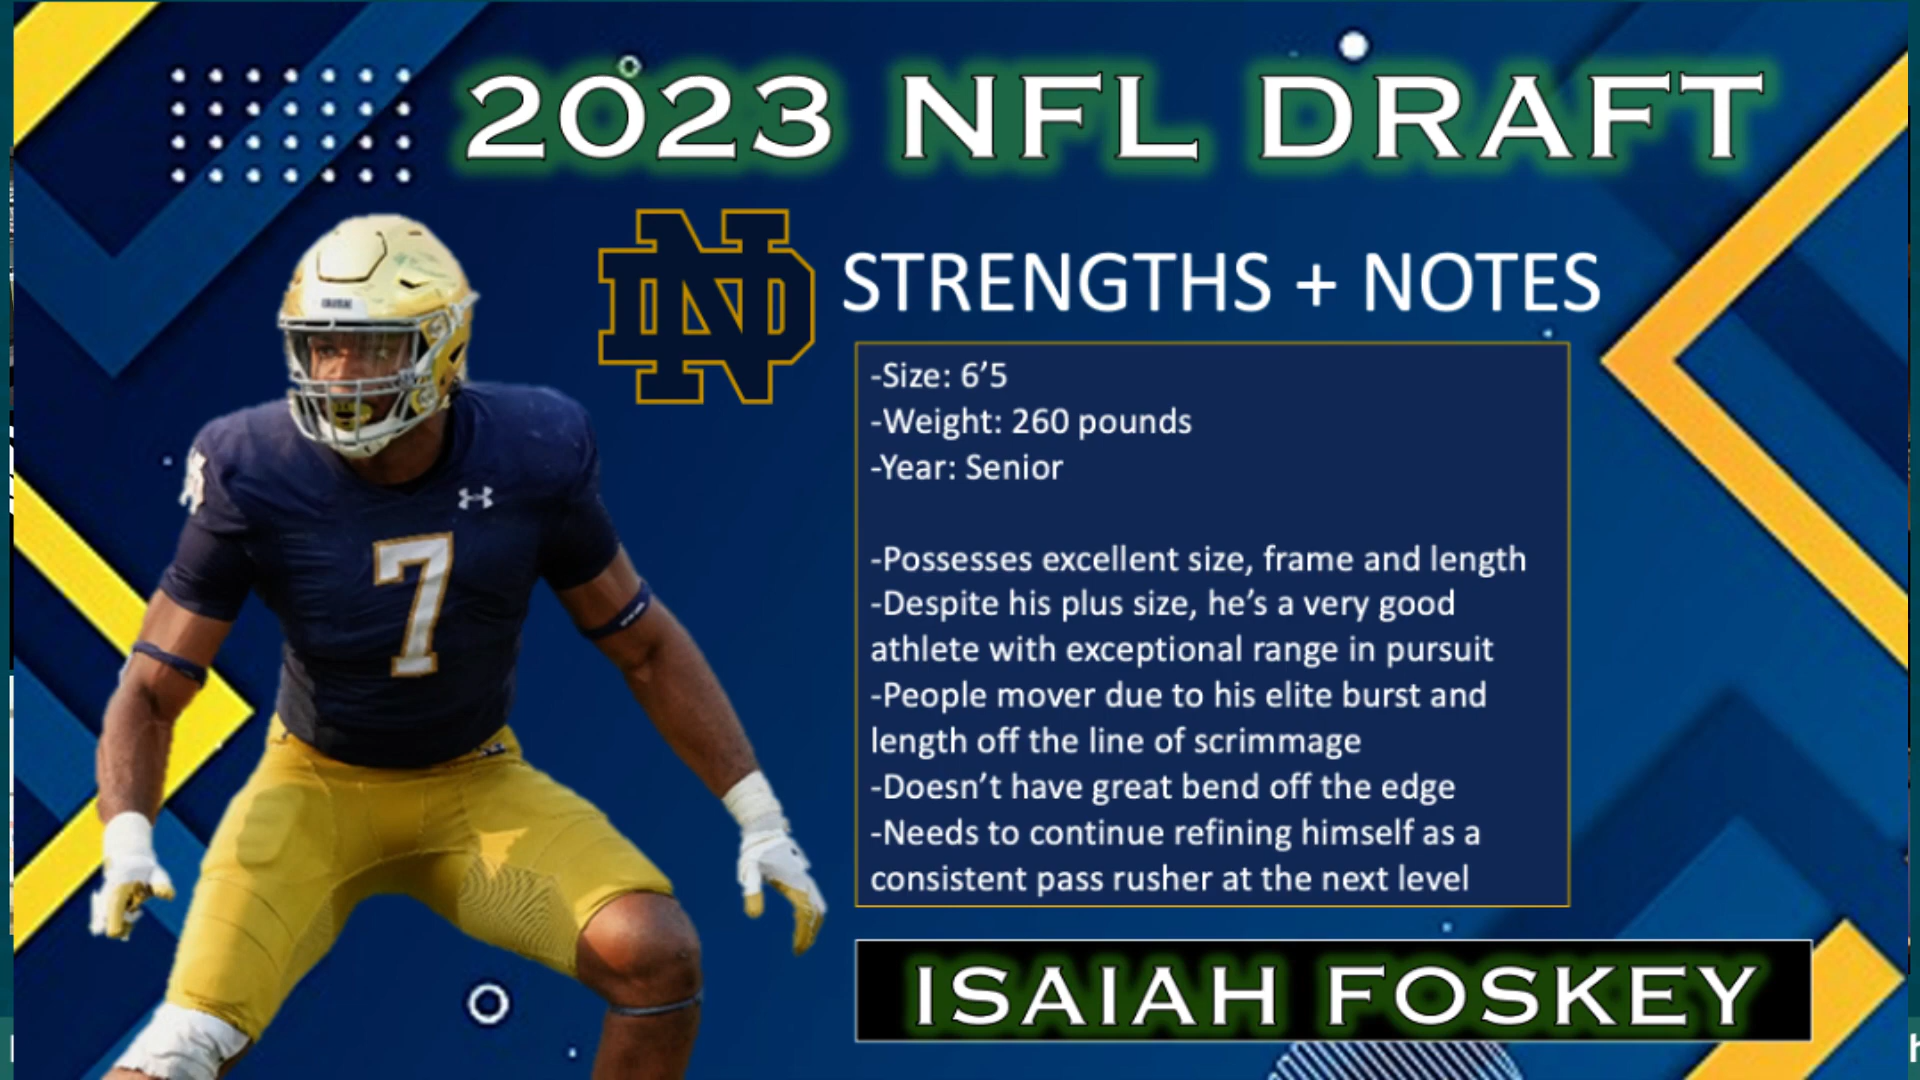 2023 NFL DRAFT
ND
STRENGTHS + NOTES
-Size: 6’5
-Weight: 260 pounds
-Year: Senior
-Possesses excellent size, frame and length
-Despite his plus size, he’s a very good
athlete with exceptional range in pursuit
-People mover due to his elite burst and
length off the line of scrimmage
-Doesn’t have great bend off the edge
-Needs to continue refining himself as a
consistent pass rusher at the next level
IRISH
7
ISAIAH FOSKEY